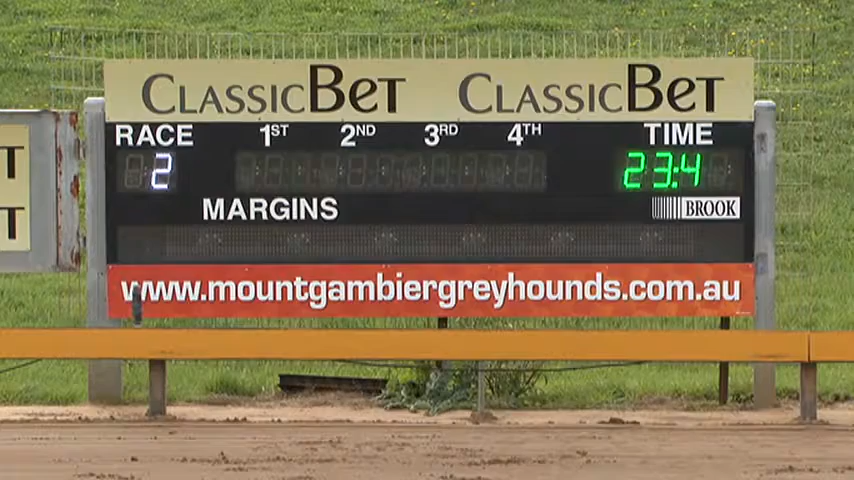 CLASSICBET CLASSICBET
RACE 1ST 2ND 3RD 4TH TIME
2 23:4
MARGINS BROOK
www.mountgambiergreyhounds.com.au
T
T